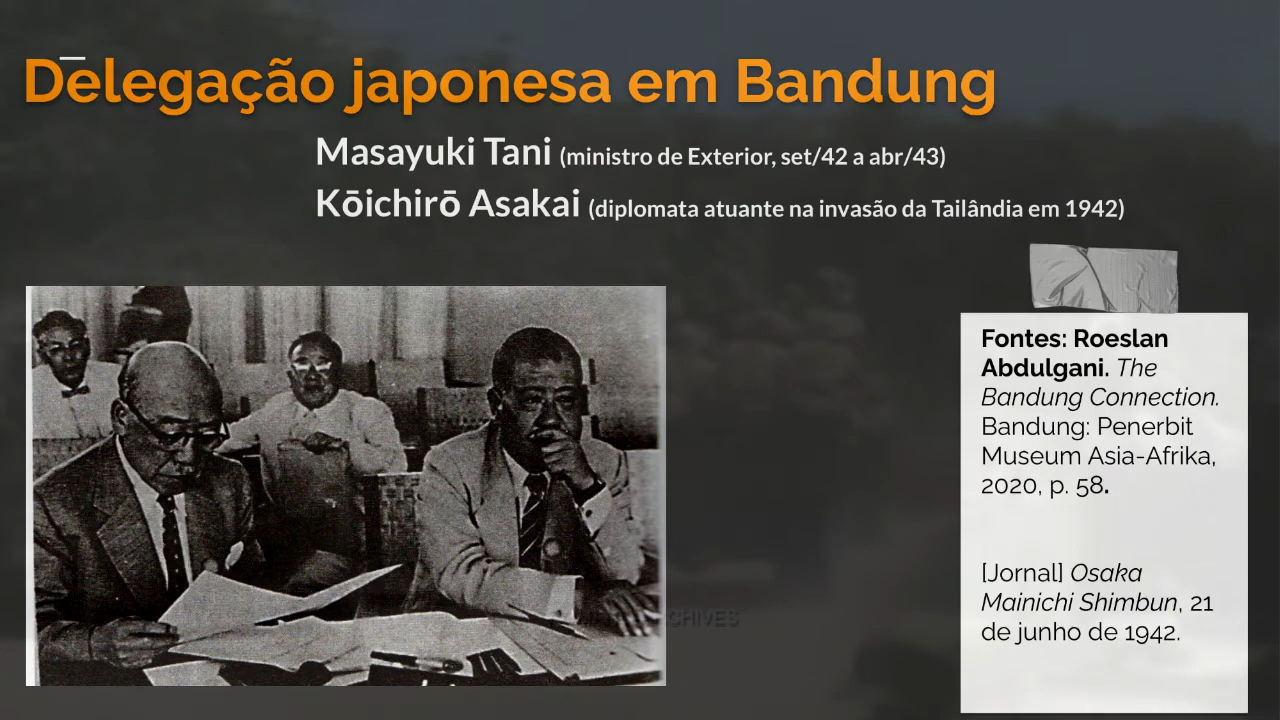 Delegação japonesa em Bandung
Masayuki Tani (ministro de Exterior, set/42 a abr/43)
Kōichirō Asakai (diplomata atuante na invasão da Tailândia em 1942)
Fontes: Roeslan
Abdulgani. The
Bandung Connection.
Bandung: Penerbit
Museum Asia-Afrika,
2020, p. 58.
[Jornal] Osaka
Mainichi Shimbun, 21
de junho de 1942.